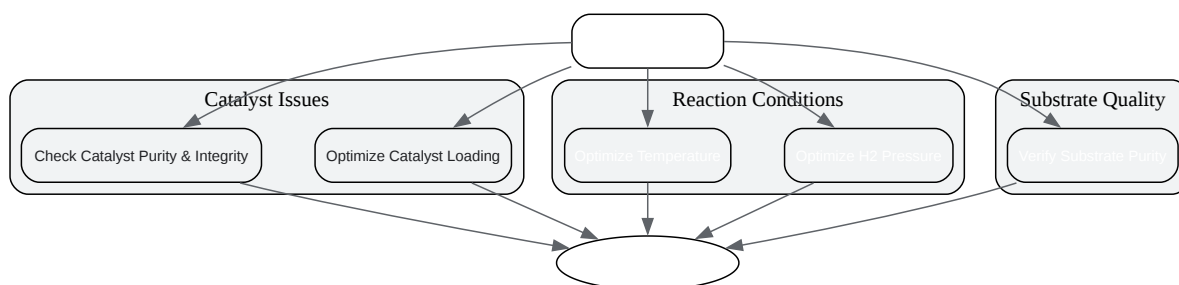 Catalyst Issues
Reaction Conditions
Substrate Quality
Check Catalyst Purity & Integrity
Optimize Catalyst Loading
Optimize Temperature
Optimize H2 Pressure
Verify Substrate Purity